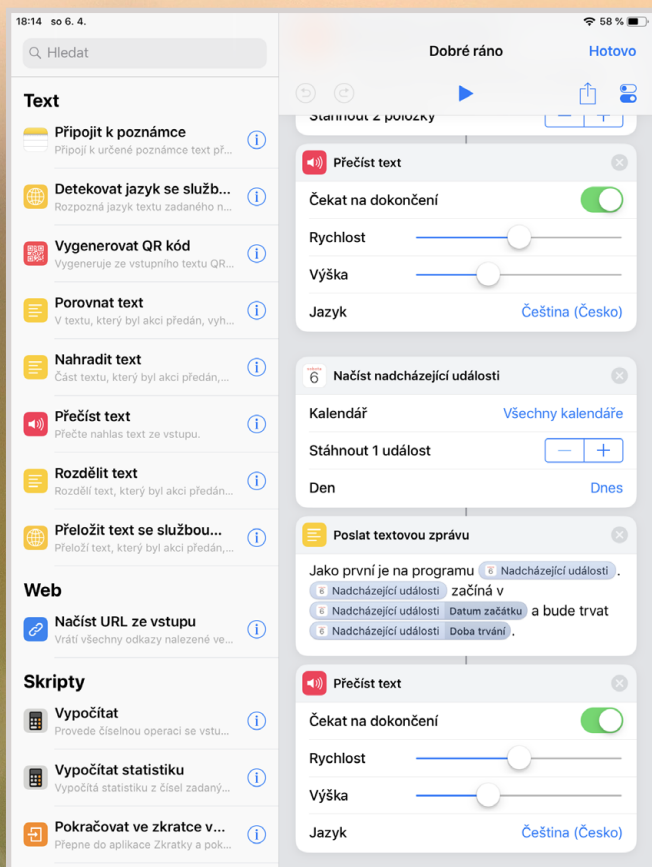 18:14 so 6. 4.
58 %
Hledat
Text
Připojit k poznámce
Připojí k určené poznámce text př...
Detekovat jazyk se služb...
Rozpozná jazyk textu zadaného n...
Vygenerovat QR kód
Vygeneruje ze vstupního textu QR...
Porovnat text
V textu, který byl akci předán, vyh...
Nahradit text
Část textu, který byl akci předán,...
Přečíst text
Přečte nahlas text ze vstupu.
Rozdělit text
Rozdělí text, který byl akci předán...
Přeložit text se službou...
Přeloží text, který byl akci předán,...
Web
Načíst URL ze vstupu
Vrátí všechny odkazy nalezené ve...
Skripty
Vypočítat
Provede číselnou operaci se vstu...
Vypočítat statistiku
Vypočítá statistiku z čísel zadaný...
Pokračovat ve zkratce v...
Přepne do aplikace Zkratky a pok...
Dobré ráno
Hotovo
Stáhnout 2 položky
Přečíst text
Čekat na dokončení
Rychlost
Výška
Jazyk Čeština (Česko)
6 Načíst nadcházející události
Kalendář Všechny kalendáře
Stáhnout 1 událost
Den Dnes
Poslat textovou zprávu
Jako první je na programu 6 Nadcházející události .
6 Nadcházející události začíná v
6 Nadcházející události Datum začátku a bude trvat
6 Nadcházející události Doba trvání .
Přečíst text
Čekat na dokončení
Rychlost
Výška
Jazyk Čeština (Česko)